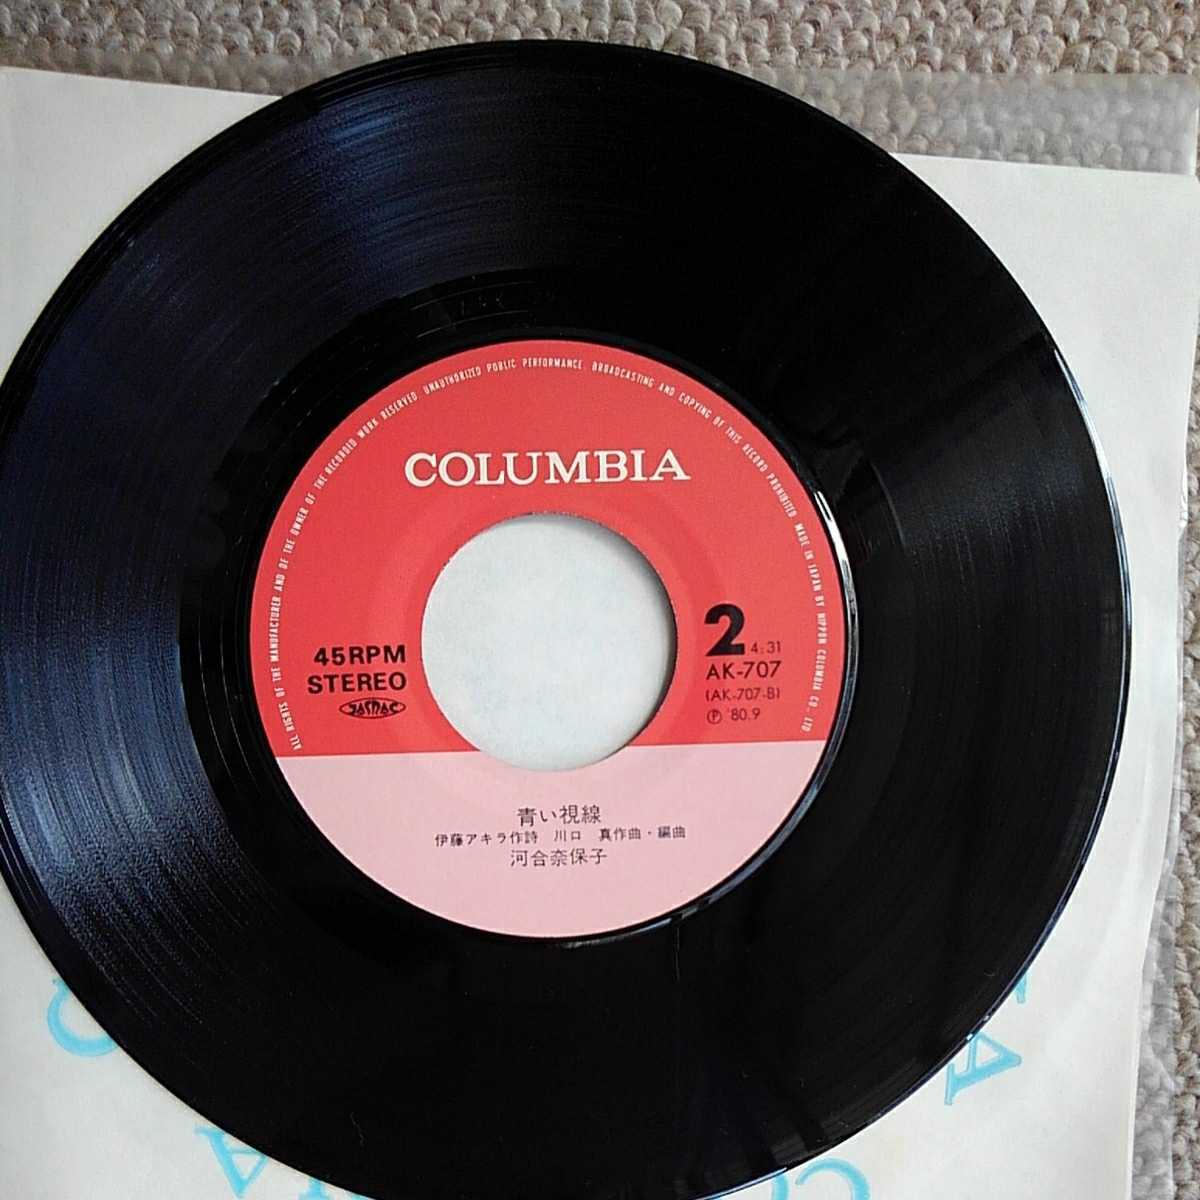 ALL RIGHTS OF THE MANUFACTURER AND OF THE OWNER OF THE RECORDED WORK RESERVED. UNAUTHORIZED PUBLIC PERFORMANCE. BROADCASTING AND COPYING OF THIS RECORD PROHIBITED MADE IN JAPAN BY NIPPON COLUMBIA CO., LTD
COLUMBIA
45RPM
STEREO
JASRAC
2 4:31
AK-707
(AK-707-B)
Ⓟ '80.9
青い視線
伊藤アキラ作詩 川口 真作曲・編曲
河合奈保子